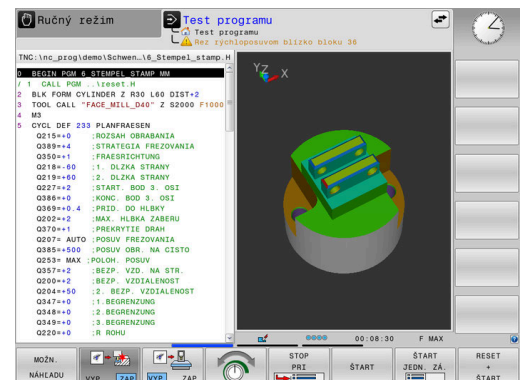 Ručný režim
Test programu
Test programu
Rez rýchloposuvom blízko bloku 36
TNC:\nc_prog\demo\Schwen…\6_Stempel_stamp.H
0 BEGIN PGM 6_STEMPEL_STAMP MM
/ 1 CALL PGM ..\reset.H
2 BLK FORM CYLINDER Z R30 L60 DIST+2
3 TOOL CALL "FACE_MILL_D40" Z S2000 F1000
4 M3
5 CYCL DEF 233 PLANFRAESEN
Q215=+0 ;ROZSAH OBRABANIA
Q389=+4 ;STRATEGIA FREZOVANIA
Q350=+1 ;FRAESRICHTUNG
Q218=-60 ;1. DLZKA STRANY
Q219=+60 ;2. DLZKA STRANY
Q227=+2 ;START. BOD 3. OSI
Q386=+0 ;KONC. BOD 3. OSI
Q369=+0.4 ;PRID. DO HLBKY
Q202=+2 ;MAX. HLBKA ZABERU
Q370=+1 ;PREKRYTIE DRAH
Q207= AUTO ;POSUV FREZOVANIA
Q385=+500 ;POSUV OBR. NA CISTO
Q253= MAX ;POLOH. POSUV
Q357=+2 ;BEZP. VZD. NA STR.
Q200=+2 ;BEZP. VZDIALENOST
Q204=+50 ;2. BEZP. VZDIALENOST
Q347=+0 ;1.BEGRENZUNG
Q348=+0 ;2.BEGRENZUNG
Q349=+0 ;3.BEGRENZUNG
Q220=+0 ;R ROHU
Y Z X
00:08:30 F MAX
MOŽN. NÁHĽADU
VYP ZAP
VYP ZAP
STOP PRI
ŠTART
ŠTART JEDN. ZÁ.
RESET + ŠTART